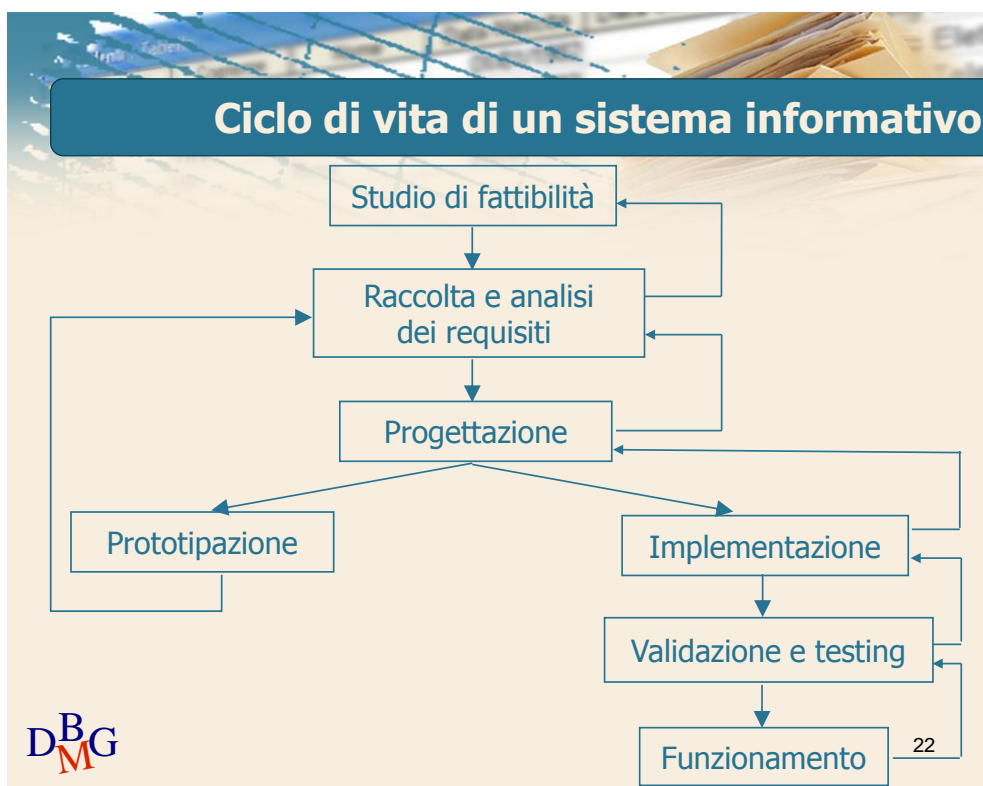 Ciclo di vita di un sistema informativo
Studio di fattibilità
Raccolta e analisi
dei requisiti
Progettazione
Prototipazione
Implementazione
Validazione e testing
Funzionamento
DBMG
22